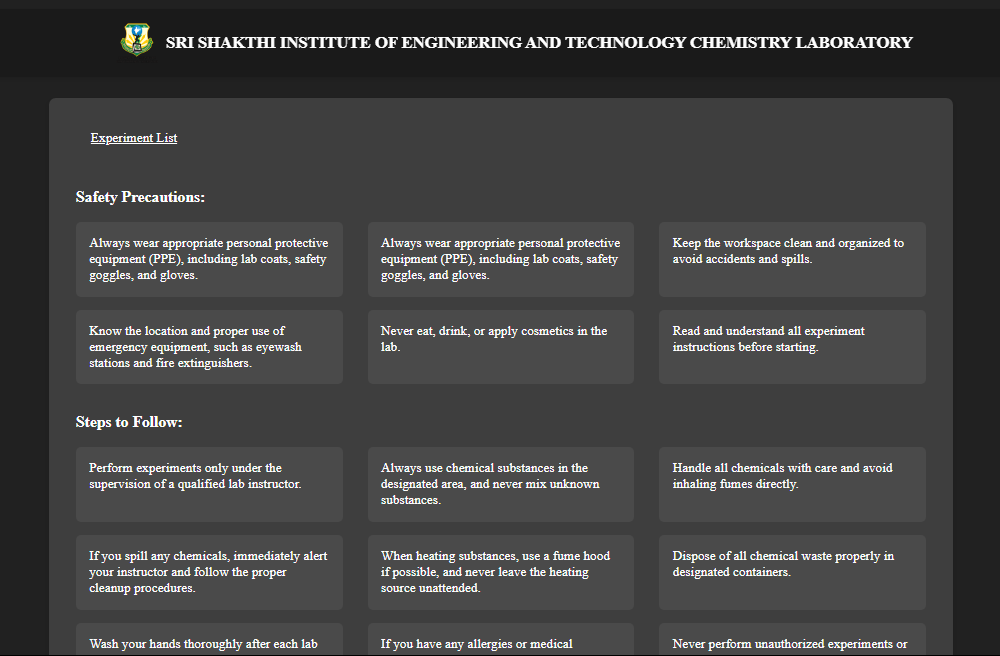 SRI SHAKTHI INSTITUTE OF ENGINEERING AND TECHNOLOGY CHEMISTRY LABORATORY
Experiment List
Safety Precautions:
Always wear appropriate personal protective
equipment (PPE), including lab coats, safety
goggles, and gloves.
Always wear appropriate personal protective
equipment (PPE), including lab coats, safety
goggles, and gloves.
Keep the workspace clean and organized to
avoid accidents and spills.
Know the location and proper use of
emergency equipment, such as eyewash
stations and fire extinguishers.
Never eat, drink, or apply cosmetics in the
lab.
Read and understand all experiment
instructions before starting.
Steps to Follow:
Perform experiments only under the
supervision of a qualified lab instructor.
Always use chemical substances in the
designated area, and never mix unknown
substances.
Handle all chemicals with care and avoid
inhaling fumes directly.
If you spill any chemicals, immediately alert
your instructor and follow the proper
cleanup procedures.
When heating substances, use a fume hood
if possible, and never leave the heating
source unattended.
Dispose of all chemical waste properly in
designated containers.
Wash your hands thoroughly after each lab
If you have any allergies or medical
Never perform unauthorized experiments or